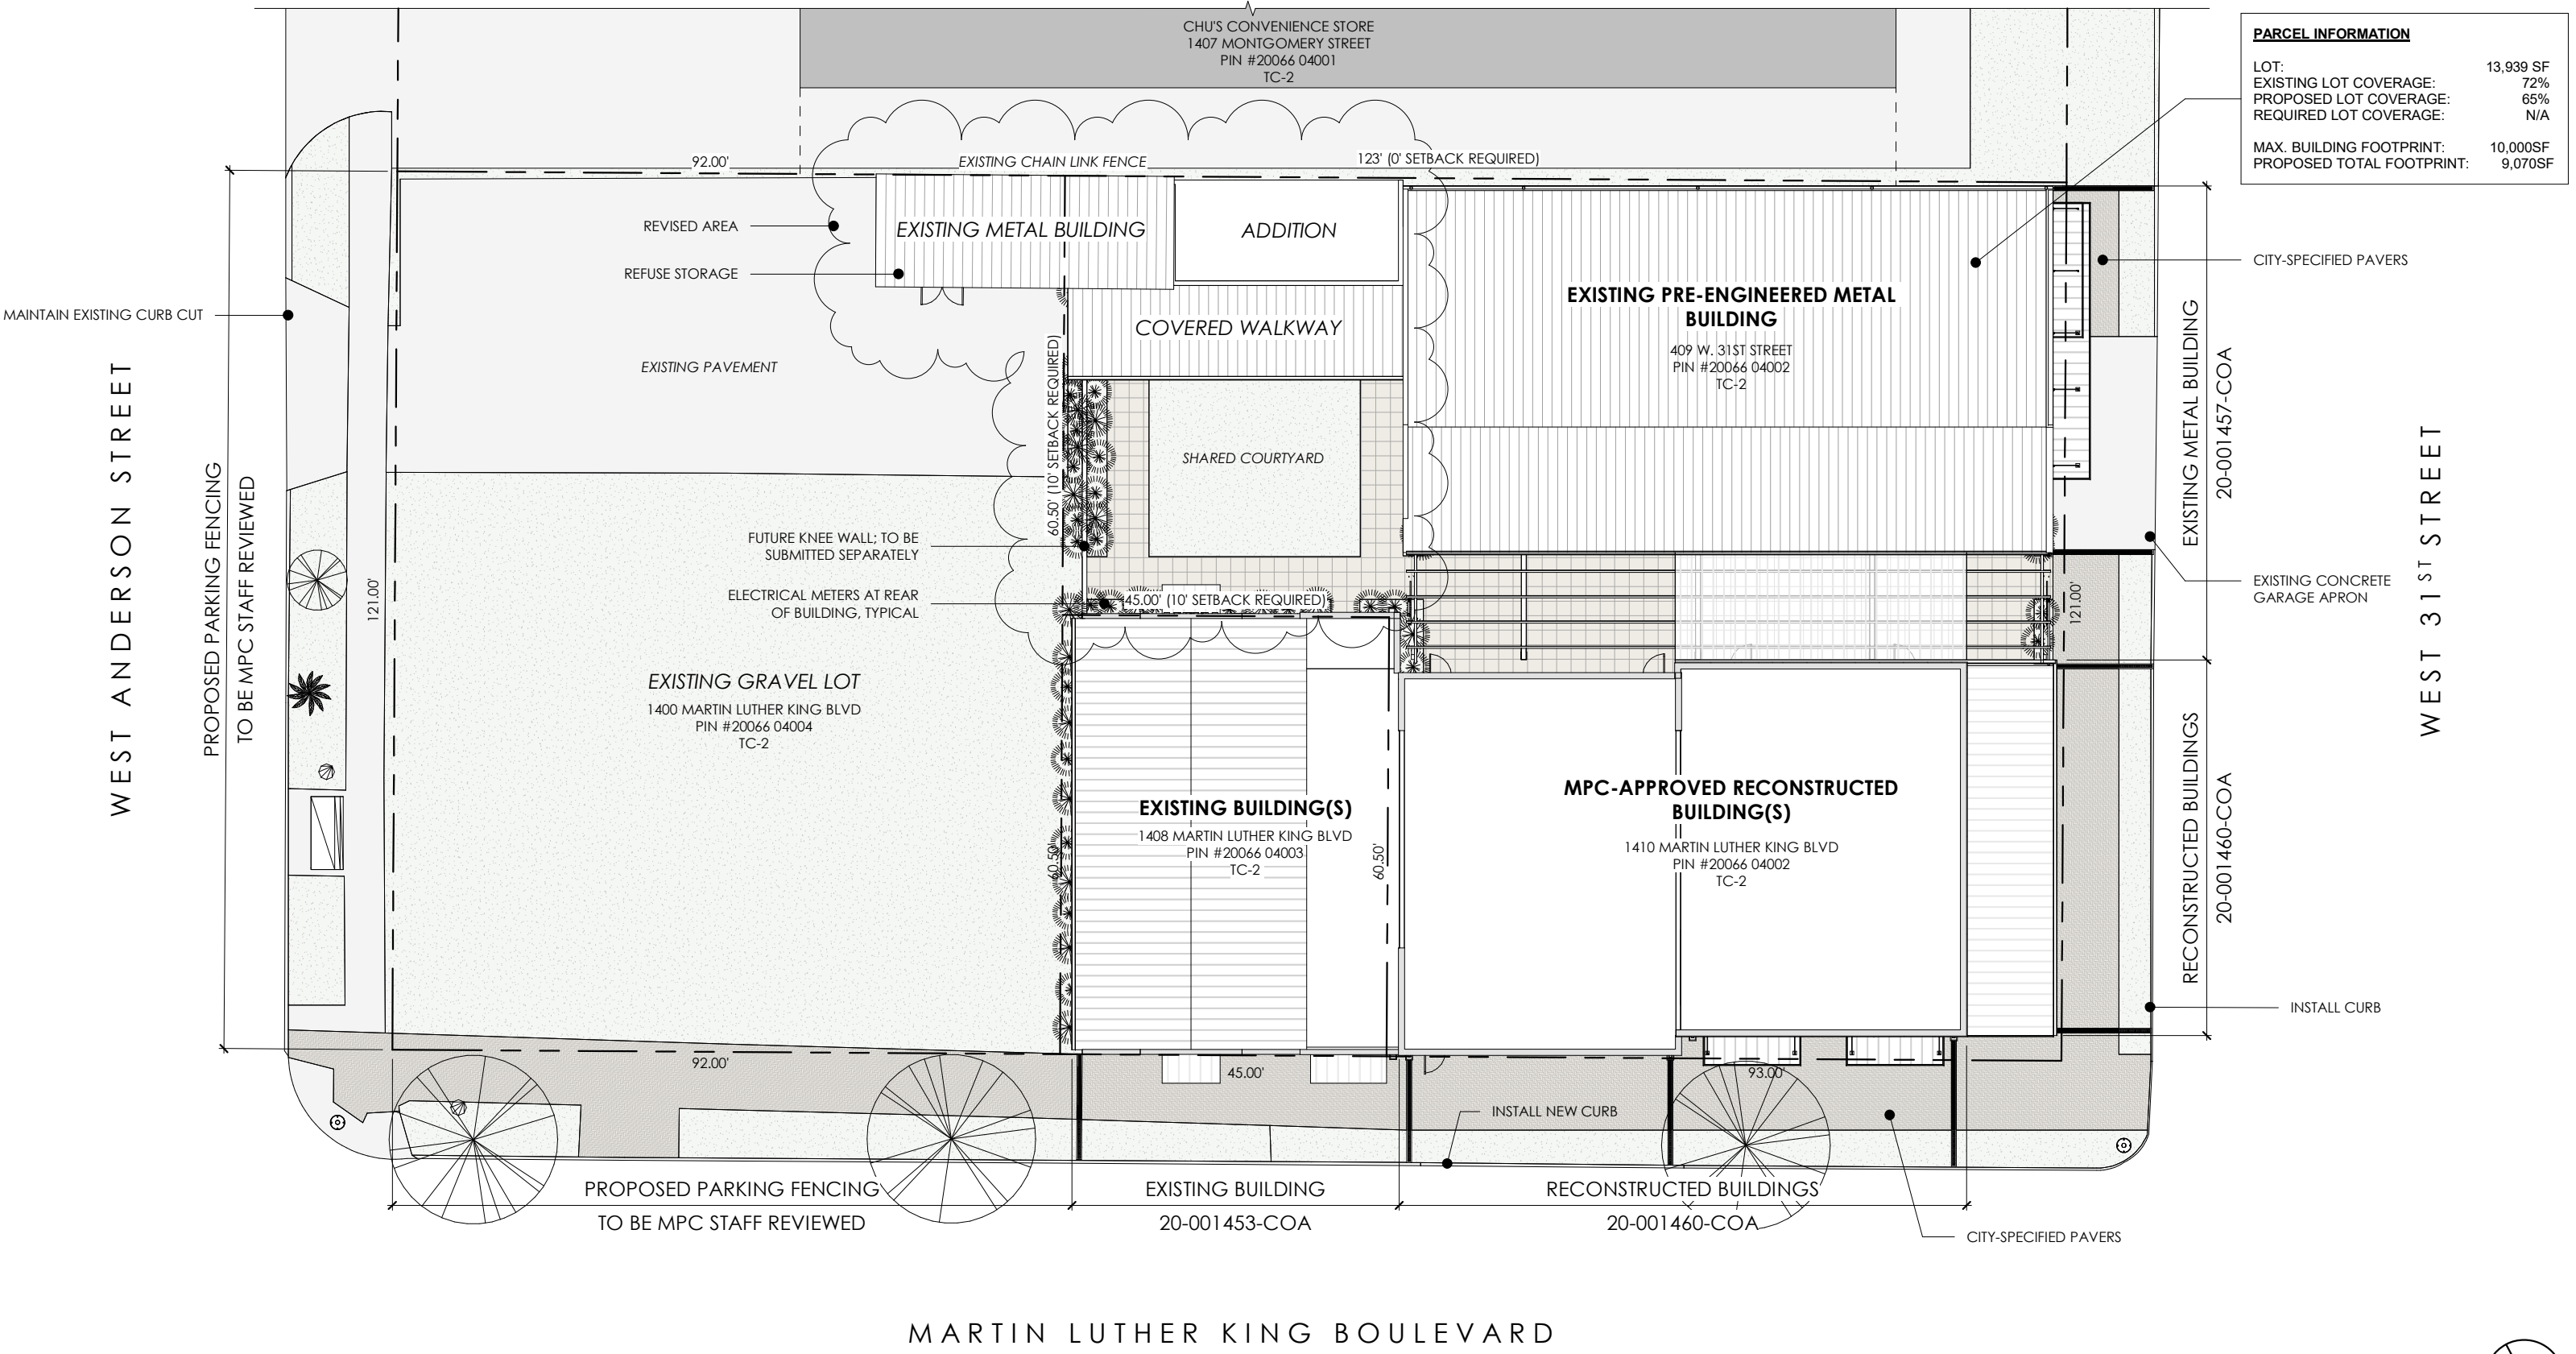 CHU'S CONVENIENCE STORE
1407 MONTGOMERY STREET
PIN #20066 04001
TC-2
PARCEL INFORMATION
LOT: 13,939 SF
EXISTING LOT COVERAGE: 72%
PROPOSED LOT COVERAGE: 65%
REQUIRED LOT COVERAGE: N/A
MAX. BUILDING FOOTPRINT: 10,000SF
PROPOSED TOTAL FOOTPRINT: 9,070SF
92.00'
EXISTING CHAIN LINK FENCE
123' (0' SETBACK REQUIRED)
REVISED AREA
REFUSE STORAGE
EXISTING METAL BUILDING
ADDITION
COVERED WALKWAY
EXISTING PRE-ENGINEERED METAL
BUILDING
409 W. 31ST STREET
PIN #20066 04002
TC-2
CITY-SPECIFIED PAVERS
MAINTAIN EXISTING CURB CUT
EXISTING PAVEMENT
60.50' (10' SETBACK REQUIRED)
SHARED COURTYARD
EXISTING METAL BUILDING
20-001457-COA
WEST ANDERSON STREET
PROPOSED PARKING FENCING
TO BE MPC STAFF REVIEWED
121.00'
FUTURE KNEE WALL; TO BE
SUBMITTED SEPARATELY
ELECTRICAL METERS AT REAR
OF BUILDING, TYPICAL
45.00' (10' SETBACK REQUIRED)
121.00'
EXISTING CONCRETE
GARAGE APRON
WEST 31ST STREET
EXISTING GRAVEL LOT
1400 MARTIN LUTHER KING BLVD
PIN #20066 04004
TC-2
60.50'
EXISTING BUILDING(S)
1408 MARTIN LUTHER KING BLVD
PIN #20066 04003
TC-2
60.50'
MPC-APPROVED RECONSTRUCTED
BUILDING(S)
1410 MARTIN LUTHER KING BLVD
PIN #20066 04002
TC-2
RECONSTRUCTED BUILDINGS
20-001460-COA
INSTALL CURB
92.00'
45.00'
93.00'
INSTALL NEW CURB
PROPOSED PARKING FENCING
TO BE MPC STAFF REVIEWED
EXISTING BUILDING
20-001453-COA
RECONSTRUCTED BUILDINGS
20-001460-COA
CITY-SPECIFIED PAVERS
MARTIN LUTHER KING BOULEVARD